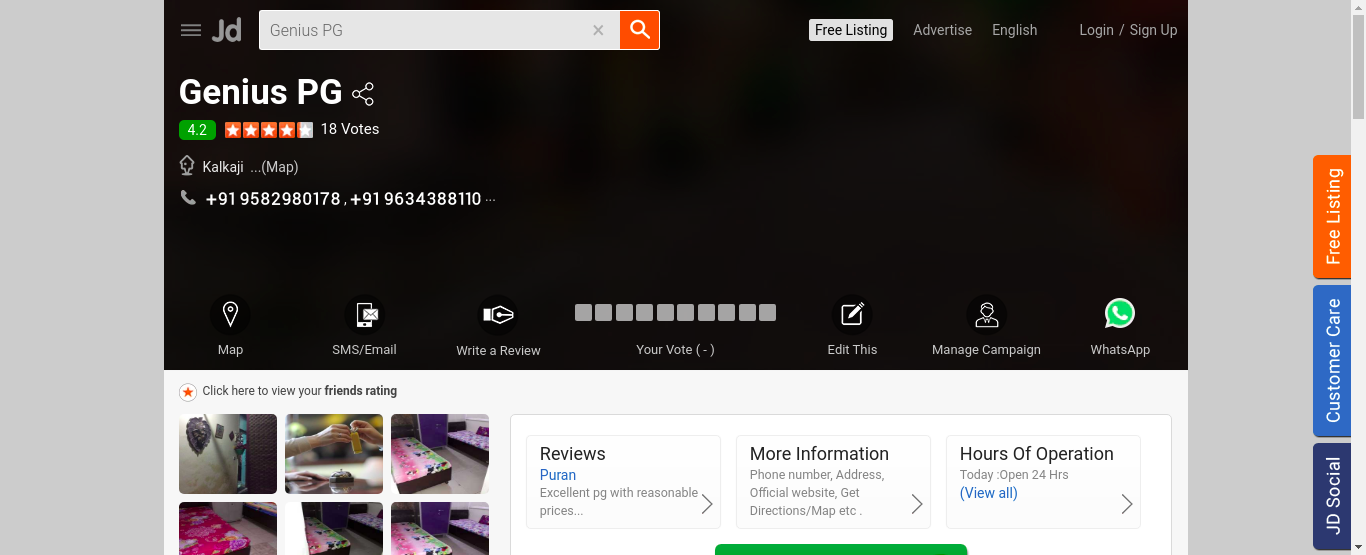 Jd
Genius PG
Free Listing
Advertise
English
Login / Sign Up
Genius PG
4.2
18 Votes
Kalkaji ...(Map)
+91 9582980178 , +91 9634388110 ...
Map
SMS/Email
Write a Review
Your Vote ( - )
Edit This
Manage Campaign
WhatsApp
Click here to view your friends rating
Reviews
Puran
Excellent pg with reasonable
prices...
More Information
Phone number, Address,
Official website, Get
Directions/Map etc .
Hours Of Operation
Today :Open 24 Hrs
(View all)
Free Listing
Customer Care
JD Social